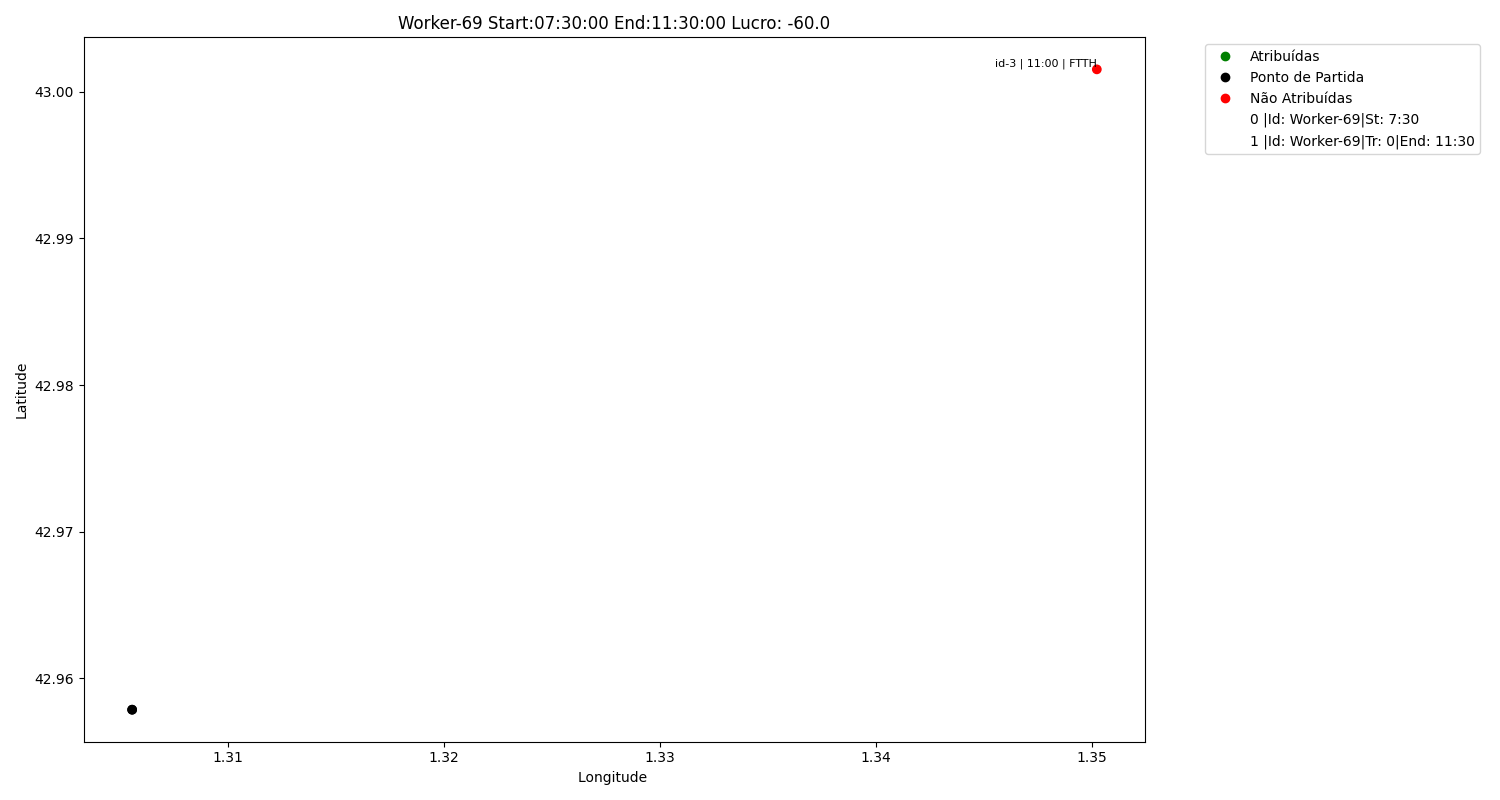 Worker-69 Start:07:30:00 End:11:30:00 Lucro: -60.0
id-3 | 11:00 | FTTH
Atribuídas
Ponto de Partida
Não Atribuídas
0 |Id: Worker-69|St: 7:30
1 |Id: Worker-69|Tr: 0|End: 11:30
43.00
42.99
42.98
42.97
42.96
Latitude
1.31
1.32
1.33
1.34
1.35
Longitude